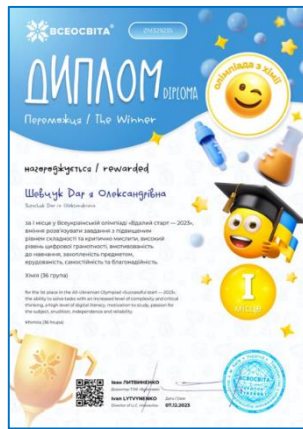 ВСЕОСВІТА
ДИПЛОМ
DIPLOMA
ОЛІМПІАДА З ХІМІЇ
Переможця / The Winner
нагороджується / rewarded
Шевчук Дар я Олександрівна
за І місце у Всеукраїнській олімпіаді «Вдалий старт — 2023»,
вміння розв'язувати завдання з підвищеним
рівнем складності та критично мислити, високий
рівень цифрової грамотності, вмотивованість
до навчання, захопленість предметом,
ерудованість, самостійність та благонадійність.
Хімія (36 група)
I
МІСЦЕ
for the 1st place in the All-Ukrainian Olympiad «Successful start — 2023»,
the ability to solve tasks with an increased level of complexity and critical
thinking, a high level of digital literacy, motivation to study, passion for
the subject, erudition, independence and reliability.
Іван ЛИТВИНЕНКО
Ivan LYTVYNENKO
07.12.2023
ВСЕОСВІТА